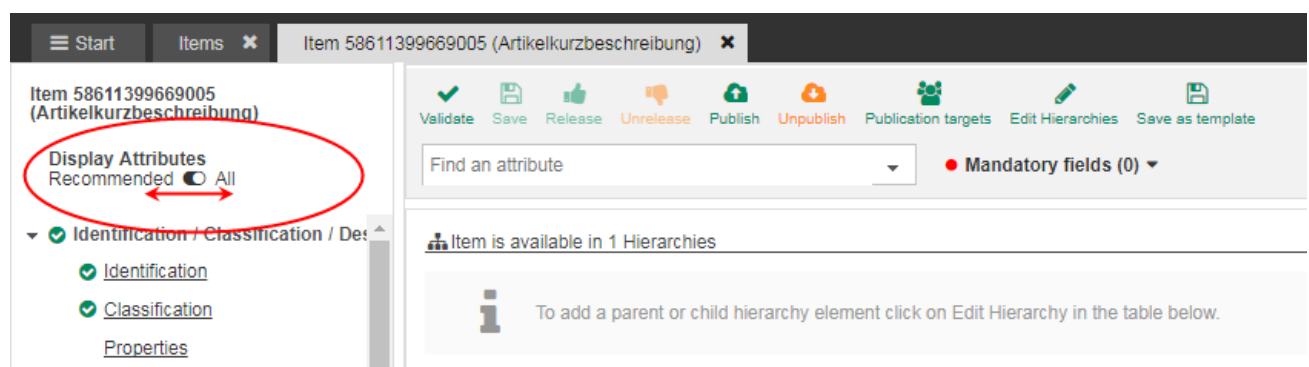 Start Items Item 58611399669005 (Artikelkurzbeschreibung)
Item 58611399669005
(Artikelkurzbeschreibung)
Display Attributes
Recommended All
Identification / Classification / Des
Identification
Classification
Properties
Validate Save Release Unrelease Publish Unpublish Publication targets Edit Hierarchies Save as template
Find an attribute Mandatory fields (0)
Item is available in 1 Hierarchies
To add a parent or child hierarchy element click on Edit Hierarchy in the table below.